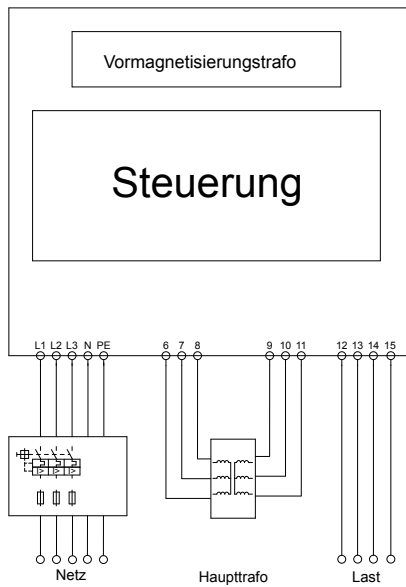 Vormagnetisierungstrafo
Steuerung
L1 L2 L3 N PE 6 7 8 9 10 11 12 13 14 15
I> I> I>
Netz Haupttrafo Last